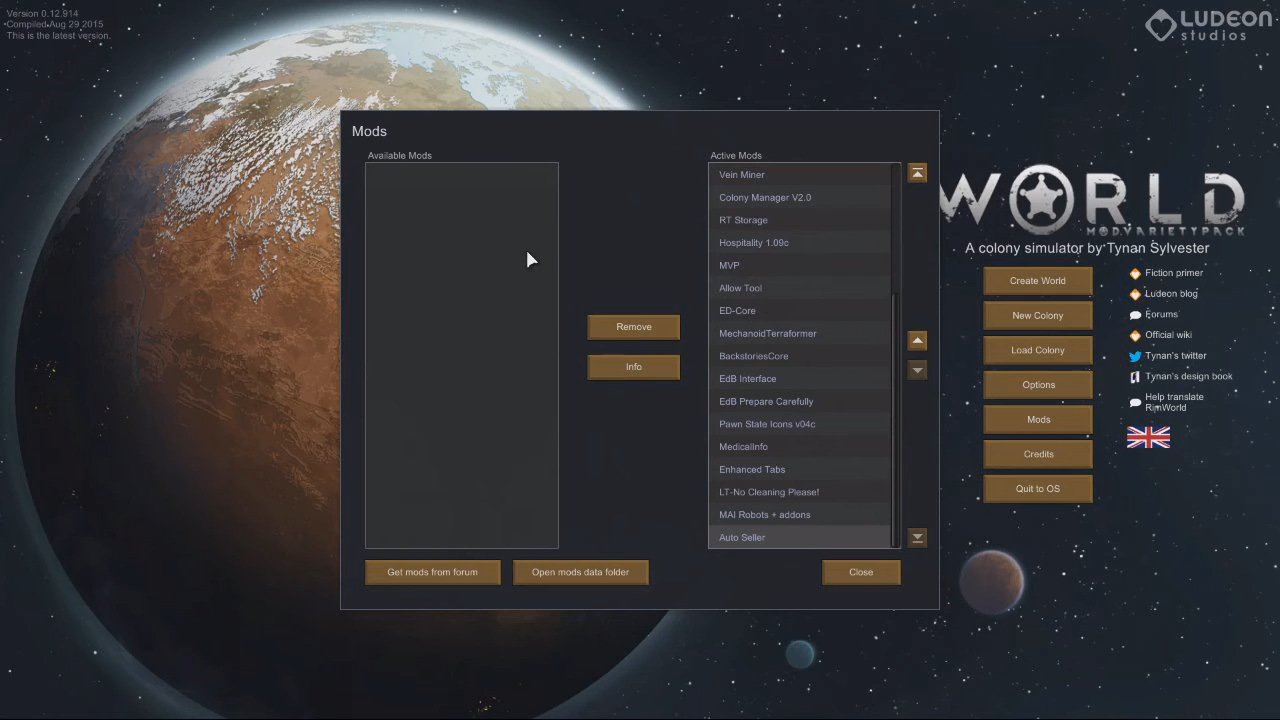 Version 0.12.914
Compiled Aug 29 2015
This is the latest version.
LUDEON
studios
Mods
Available Mods
Active Mods
Vein Miner
Colony Manager V2.0
RT Storage
Hospitality 1.09c
MVP
Allow Tool
ED-Core
MechanoidTerraformer
BackstoriesCore
EdB Interface
EdB Prepare Carefully
Pawn State Icons v04c
MedicalInfo
Enhanced Tabs
LT-No Cleaning Please!
MAI Robots + addons
Auto Seller
Remove
Info
Get mods from forum
Open mods data folder
Close
WORLD
MOD.VARIETYPACK
A colony simulator by Tynan Sylvester
Create World
New Colony
Load Colony
Options
Mods
Credits
Quit to OS
Fiction primer
Ludeon blog
Forums
Official wiki
Tynan's twitter
Tynan's design book
Help translate
RimWorld